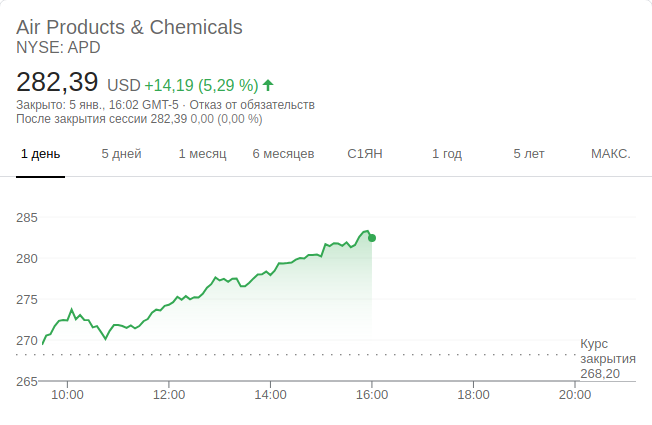 Air Products & Chemicals
NYSE: APD
282,39 USD +14,19 (5,29 %)
Закрыто: 5 янв., 16:02 GMT-5 · Отказ от обязательств
После закрытия сессии 282,39 0,00 (0,00 %)
1 день 5 дней 1 месяц 6 месяцев С1ЯН 1 год 5 лет МАКС.
285
280
275
270
Курс
закрытия
268,20
265
10:00 12:00 14:00 16:00 18:00 20:00